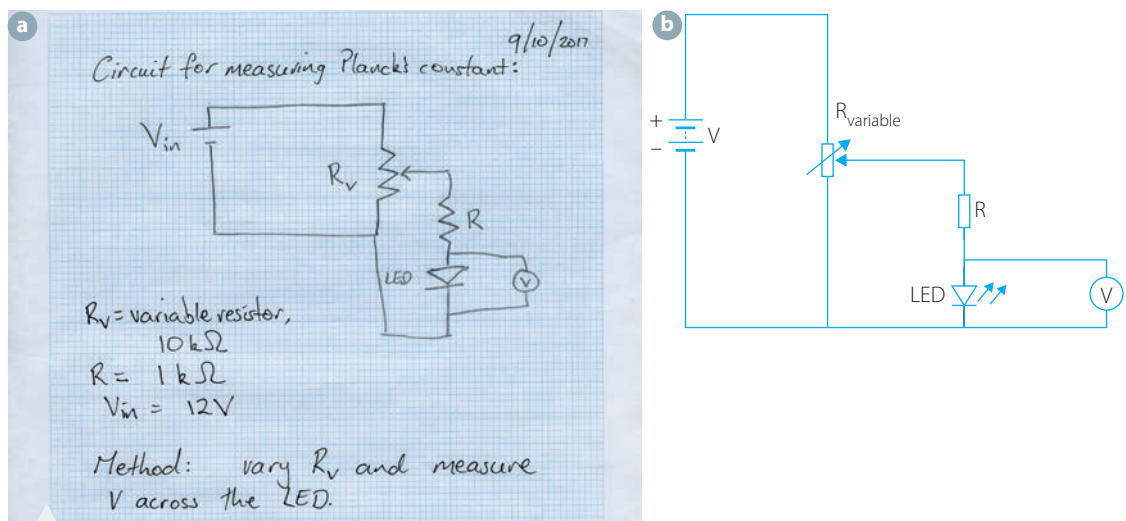 a
9/10/2017
Circuit for measuring Planck's constant:
Vin
Rv
R
LED
V
Rv = variable resistor,
10 kΩ
R = 1 kΩ
Vin = 12V
Method: vary Rv and measure
V across the LED.
b
+
−
V
Rvariable
R
LED
V